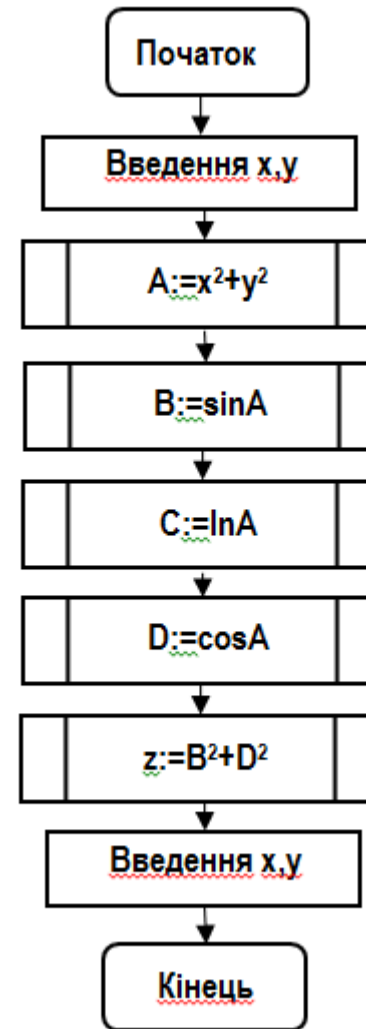 Початок
Введення x,y
A:=x²+y²
B:=sinA
C:=lnA
D:=cosA
z:=B²+D²
Введення x,y
Кінець